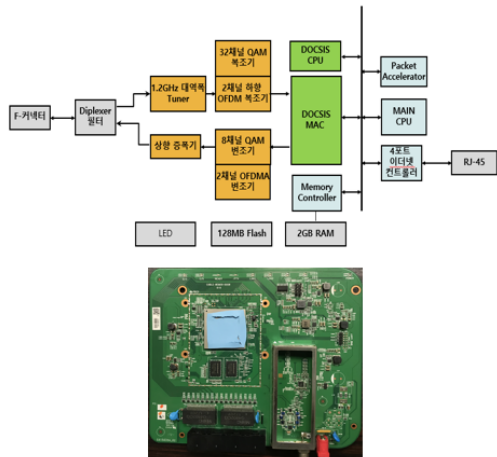 32채널 QAM
복조기
DOCSIS
CPU
Packet
Accelerator
1.2GHz 대역폭
Tuner
2채널 하향
OFDM 복조기
F-커넥터
Diplexer
필터
DOCSIS
MAC
MAIN
CPU
상향 증폭기
8채널 QAM
변조기
4포트
이더넷
컨트롤러
RJ-45
2채널 OFDMA
변조기
Memory
Controller
LED
128MB Flash
2GB RAM